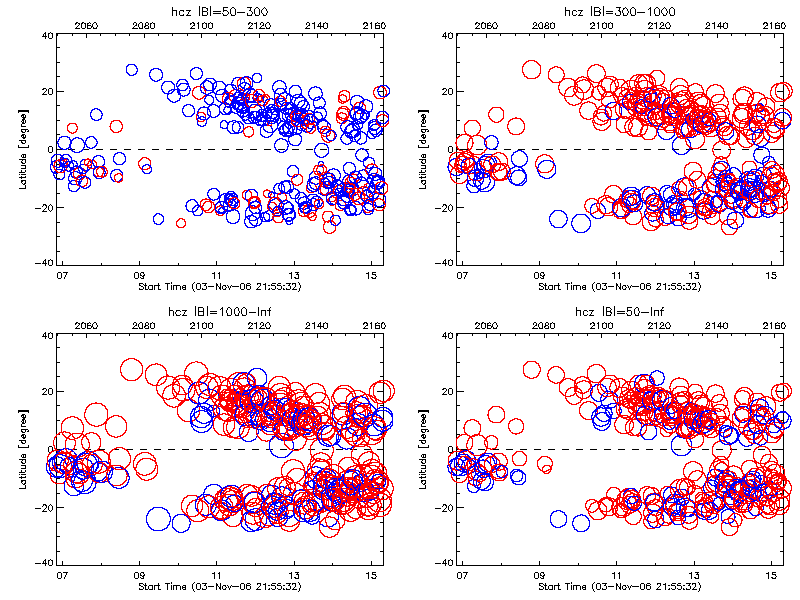 hcz |B|=50-300
2060 2080 2100 2120 2140 2160
40
20
0
-20
-40
Latitude [degree]
07 09 11 13 15
Start Time (03-Nov-06 21:55:32)
hcz |B|=300-1000
2060 2080 2100 2120 2140 2160
40
20
0
-20
-40
Latitude [degree]
07 09 11 13 15
Start Time (03-Nov-06 21:55:32)
hcz |B|=1000-Inf
2060 2080 2100 2120 2140 2160
40
20
0
-20
-40
Latitude [degree]
07 09 11 13 15
Start Time (03-Nov-06 21:55:32)
hcz |B|=50-Inf
2060 2080 2100 2120 2140 2160
40
20
0
-20
-40
Latitude [degree]
07 09 11 13 15
Start Time (03-Nov-06 21:55:32)